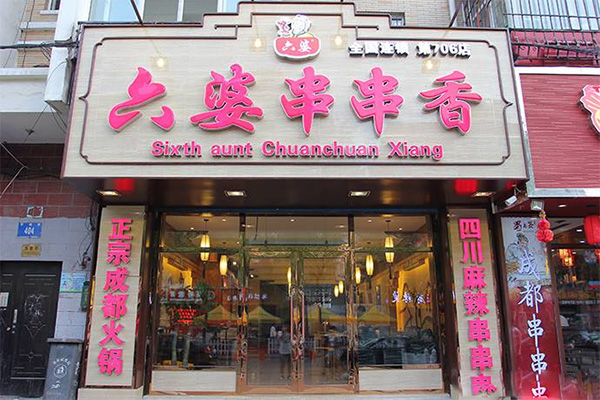 六婆
全国连锁 第706店
六婆串串香
Sixth aunt Chuanchuan Xiang
正宗成都火锅
四川麻辣串串香
成都串串
404